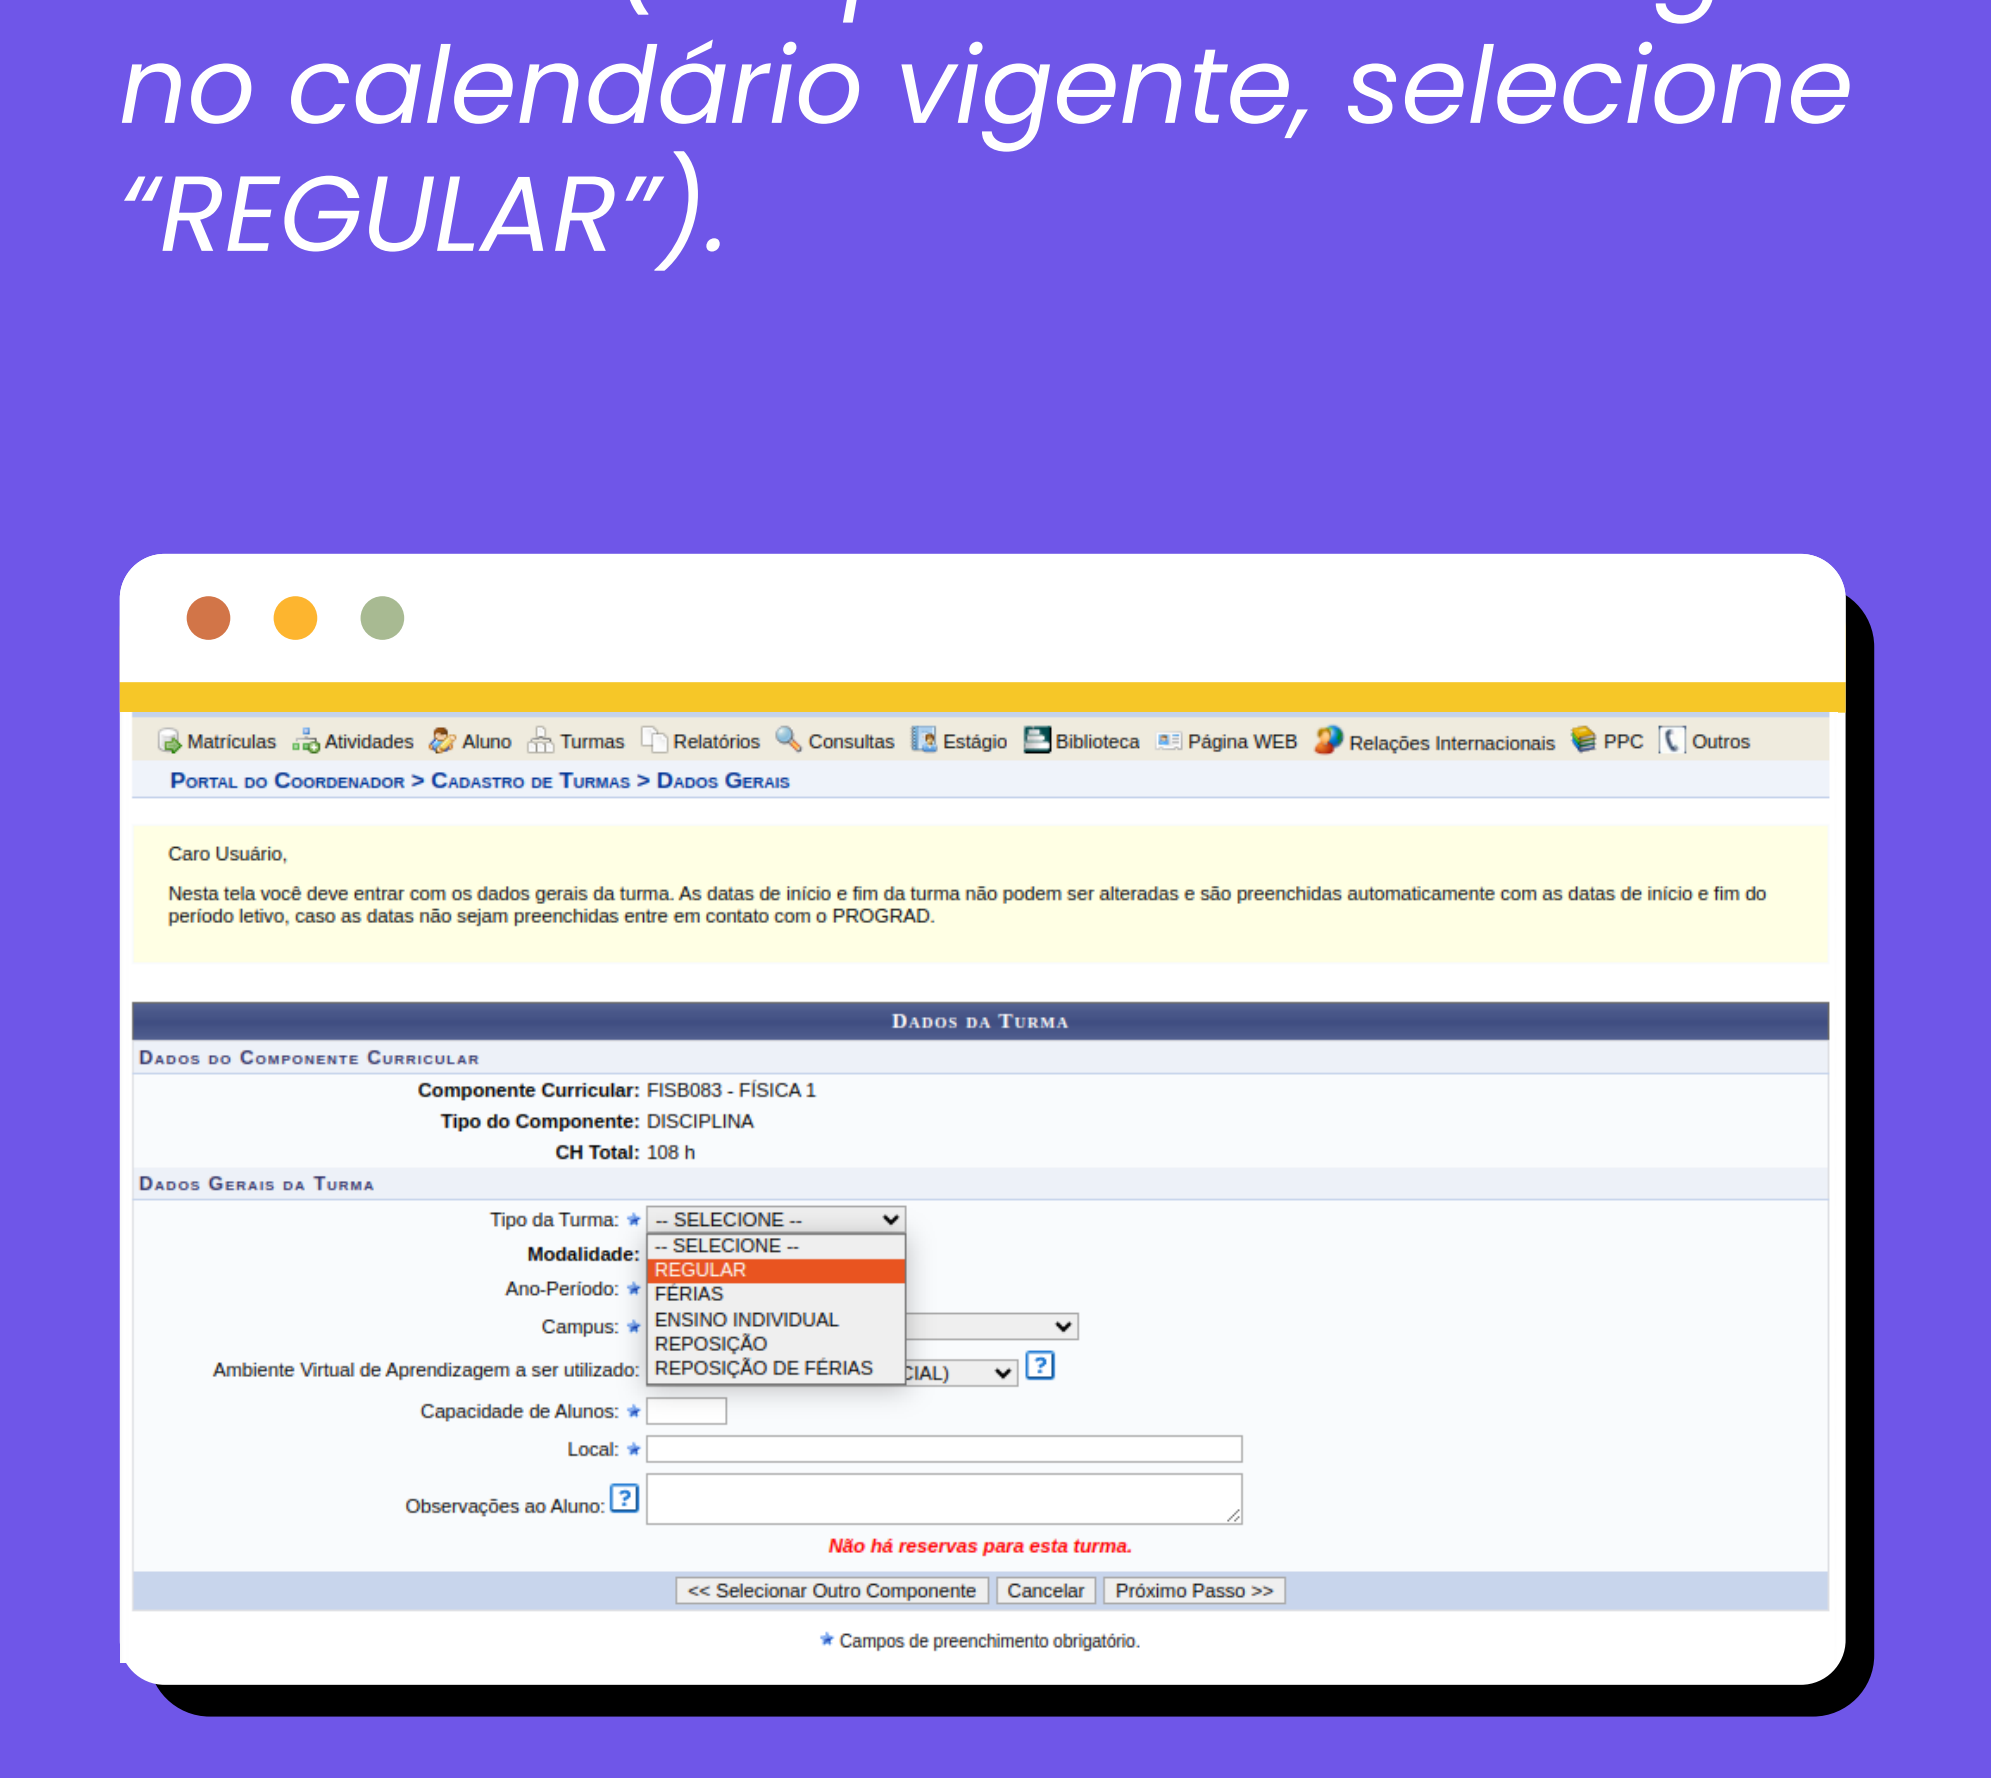 no calendário vigente, selecione
“REGULAR”).
Matrículas Atividades Aluno Turmas Relatórios Consultas Estágio Biblioteca Página WEB Relações Internacionais PPC Outros
Portal do Coordenador > Cadastro de Turmas > Dados Gerais
Caro Usuário,
Nesta tela você deve entrar com os dados gerais da turma. As datas de início e fim da turma não podem ser alteradas e são preenchidas automaticamente com as datas de início e fim do
período letivo, caso as datas não sejam preenchidas entre em contato com o PROGRAD.
Dados da Turma
Dados do Componente Curricular
Componente Curricular: FISB083 - FÍSICA 1
Tipo do Componente: DISCIPLINA
CH Total: 108 h
Dados Gerais da Turma
Tipo da Turma: -- SELECIONE --
-- SELECIONE --
Modalidade:
REGULAR
Ano-Período:
FÉRIAS
Campus:
ENSINO INDIVIDUAL
REPOSIÇÃO
Ambiente Virtual de Aprendizagem a ser utilizado: REPOSIÇÃO DE FÉRIAS CIAL) ?
Capacidade de Alunos:
Local:
Observações ao Aluno: ?
Não há reservas para esta turma.
<< Selecionar Outro Componente Cancelar Próximo Passo >>
Campos de preenchimento obrigatório.